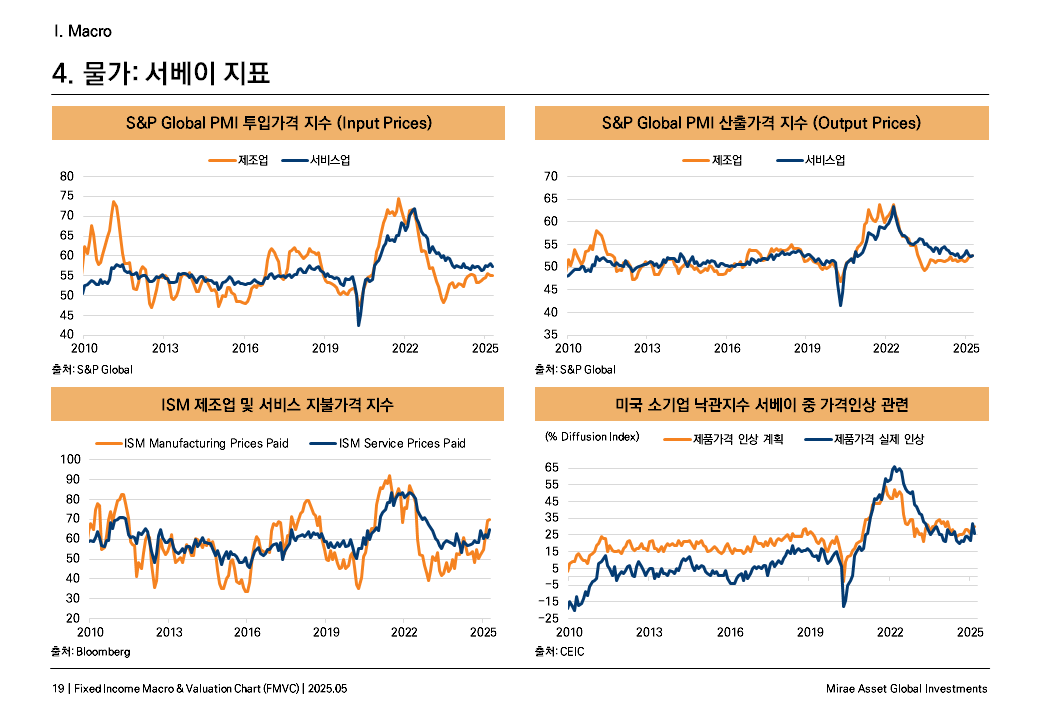 I. Macro
4. 물가: 서베이 지표
S&P Global PMI 투입가격 지수 (Input Prices)
제조업 서비스업
80
75
70
65
60
55
50
45
40
2010 2013 2016 2019 2022 2025
출처: S&P Global
S&P Global PMI 산출가격 지수 (Output Prices)
제조업 서비스업
70
65
60
55
50
45
40
35
2010 2013 2016 2019 2022 2025
출처: S&P Global
ISM 제조업 및 서비스 지불가격 지수
ISM Manufacturing Prices Paid ISM Service Prices Paid
100
90
80
70
60
50
40
30
20
2010 2013 2016 2019 2022 2025
출처: Bloomberg
미국 소기업 낙관지수 서베이 중 가격인상 관련
(% Diffusion Index) 제품가격 인상 계획 제품가격 실제 인상
65
55
45
35
25
15
5
-5
-15
-25
2010 2013 2016 2019 2022 2025
출처: CEIC
19 | Fixed Income Macro & Valuation Chart (FMVC) | 2025.05
Mirae Asset Global Investments